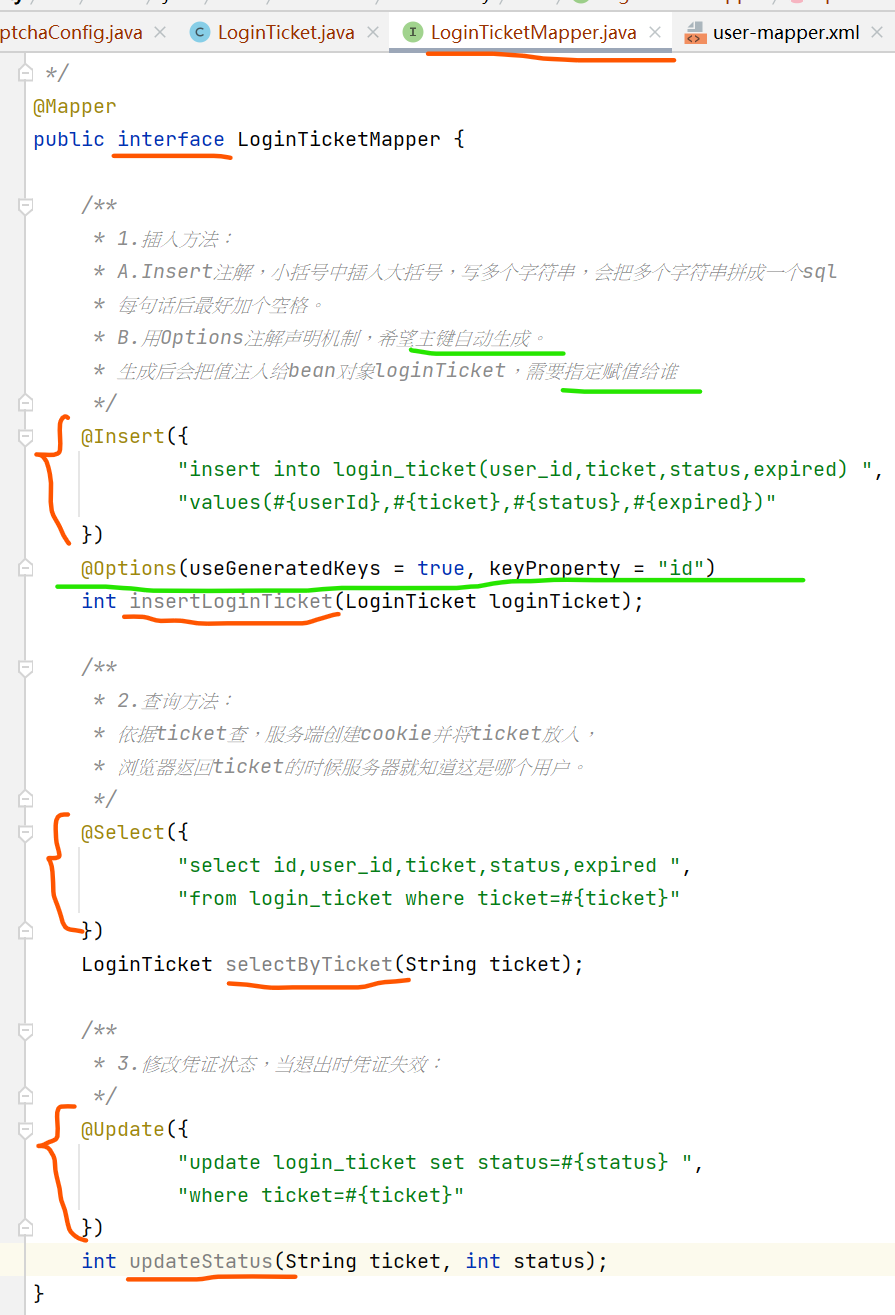 ptchaConfig.java × C LoginTicket.java × I LoginTicketMapper.java × user-mapper.xml ×
*/
@Mapper
public interface LoginTicketMapper {
/**
* 1.插入方法：
* A.Insert注解，小括号中插入大括号，写多个字符串，会把多个字符串拼成一个sql
* 每句话后最好加个空格。
* B.用Options注解声明机制，希望主键自动生成。
* 生成后会把值注入给bean对象loginTicket，需要指定赋值给谁
*/
@Insert({
"insert into login_ticket(user_id,ticket,status,expired) ",
"values(#{userId},#{ticket},#{status},#{expired})"
})
@Options(useGeneratedKeys = true, keyProperty = "id")
int insertLoginTicket(LoginTicket loginTicket);
/**
* 2.查询方法：
* 依据ticket查，服务端创建cookie并将ticket放入，
* 浏览器返回ticket的时候服务器就知道这是哪个用户。
*/
@Select({
"select id,user_id,ticket,status,expired ",
"from login_ticket where ticket=#{ticket}"
})
LoginTicket selectByTicket(String ticket);
/**
* 3.修改凭证状态，当退出时凭证失效：
*/
@Update({
"update login_ticket set status=#{status} ",
"where ticket=#{ticket}"
})
int updateStatus(String ticket, int status);
}